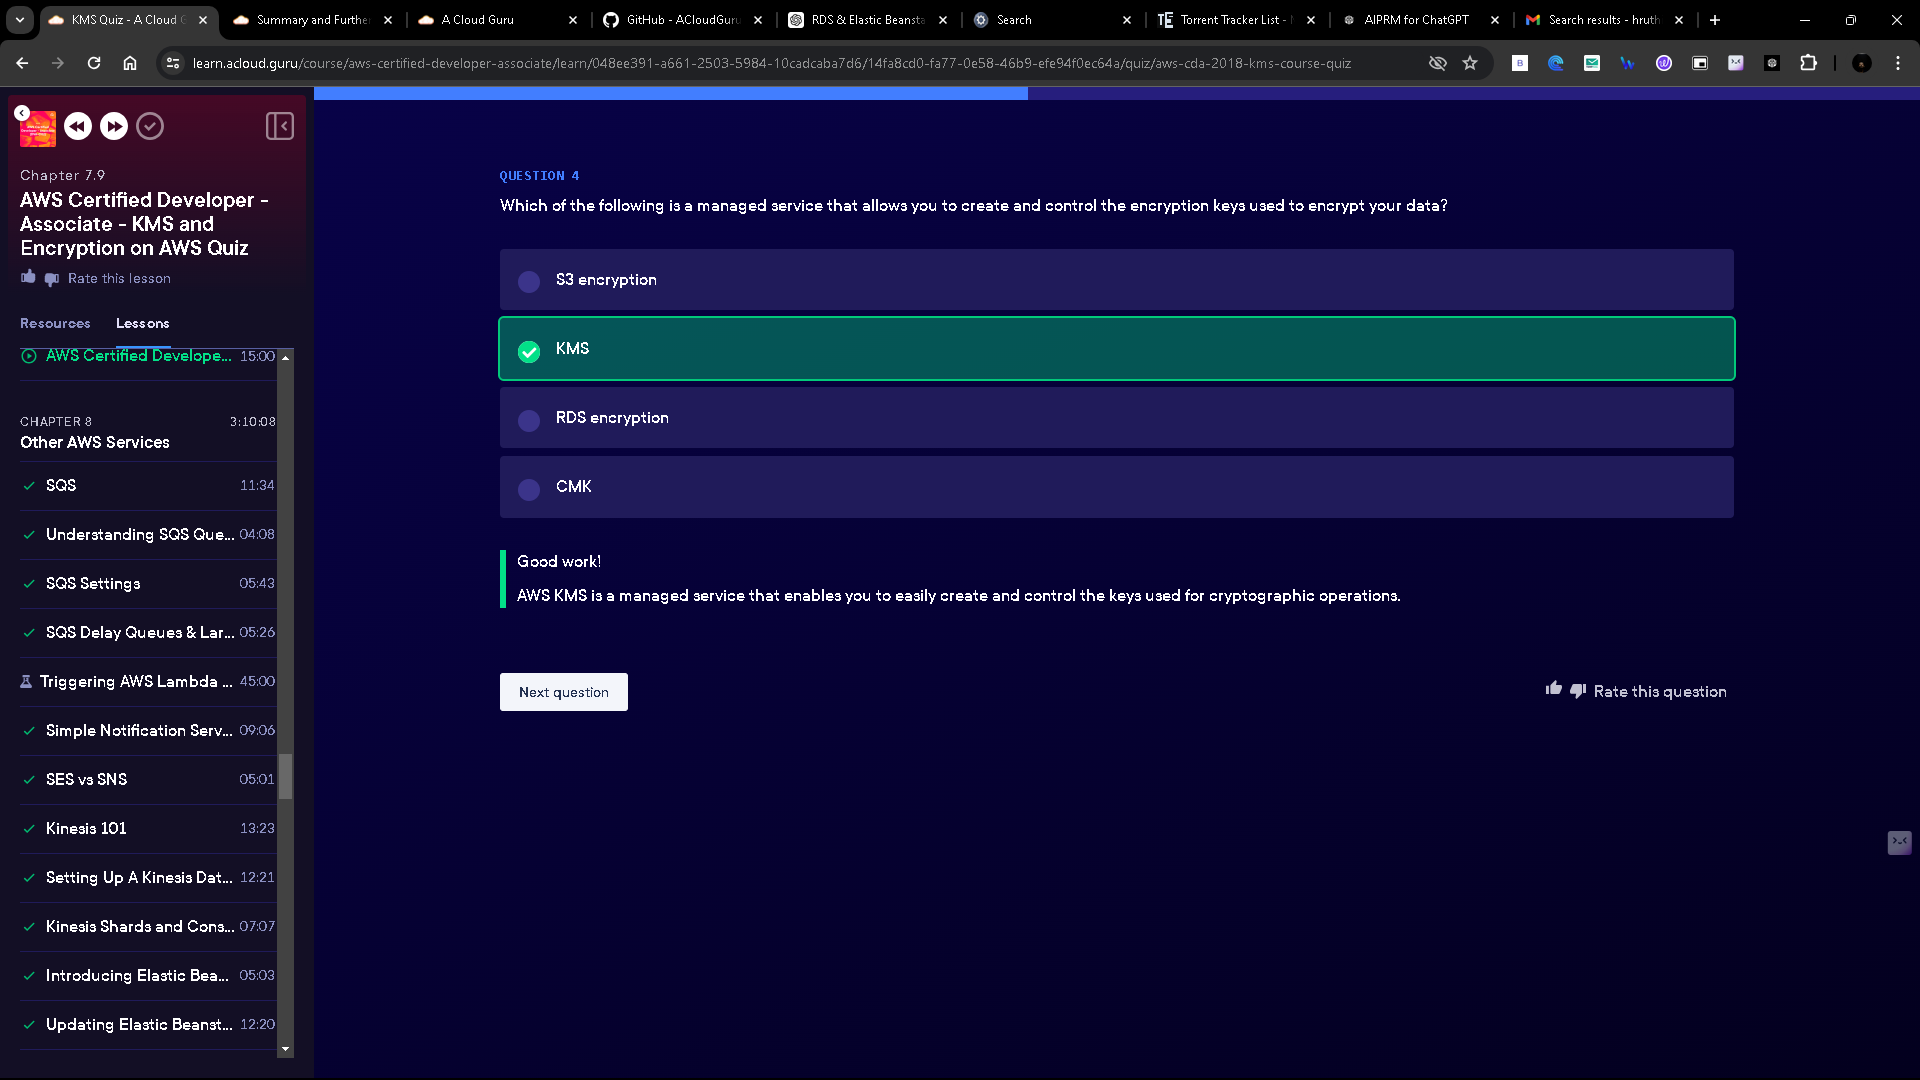 KMS Quiz - A Cloud G
Summary and Further
A Cloud Guru
GitHub - ACloudGuru
RDS & Elastic Beansta
Search
Torrent Tracker List -
AIPRM for ChatGPT
Search results - hruth
learn.acloud.guru/course/aws-certified-developer-associate/learn/048ee391-a661-2503-5984-10cadcaba7d6/14fa8cd0-fa77-0e58-46b9-efe94f0ec64a/quiz/aws-cda-2018-kms-course-quiz
Chapter 7.9
AWS Certified Developer -
Associate - KMS and
Encryption on AWS Quiz
Rate this lesson
Resources Lessons
AWS Certified Develope... 15:00
CHAPTER 8 3:10:08
Other AWS Services
SQS 11:34
Understanding SQS Que... 04:08
SQS Settings 05:43
SQS Delay Queues & Lar... 05:26
Triggering AWS Lambda ... 45:00
Simple Notification Serv... 09:06
SES vs SNS 05:01
Kinesis 101 13:23
Setting Up A Kinesis Dat... 12:21
Kinesis Shards and Cons... 07:07
Introducing Elastic Bea... 05:03
Updating Elastic Beanst... 12:20
QUESTION 4
Which of the following is a managed service that allows you to create and control the encryption keys used to encrypt your data?
S3 encryption
KMS
RDS encryption
CMK
Good work!
AWS KMS is a managed service that enables you to easily create and control the keys used for cryptographic operations.
Next question
Rate this question